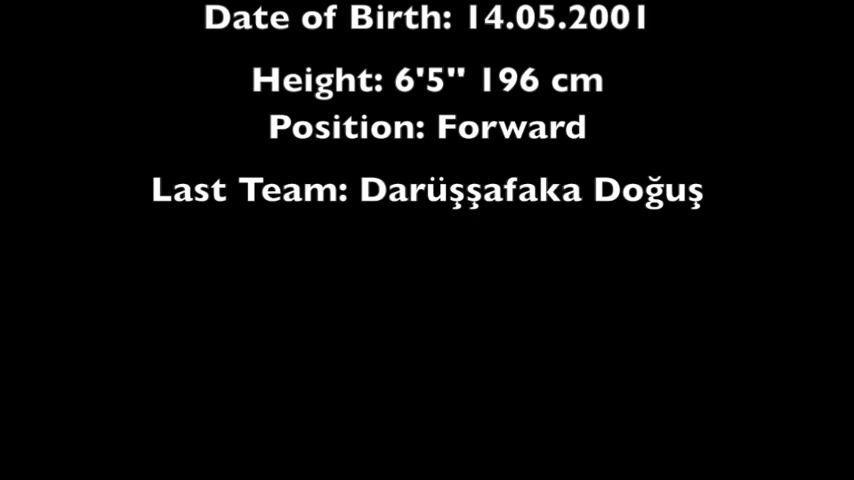 Date of Birth: 14.05.2001
Height: 6'5" 196 cm
Position: Forward
Last Team: Darüşşafaka Doğuş